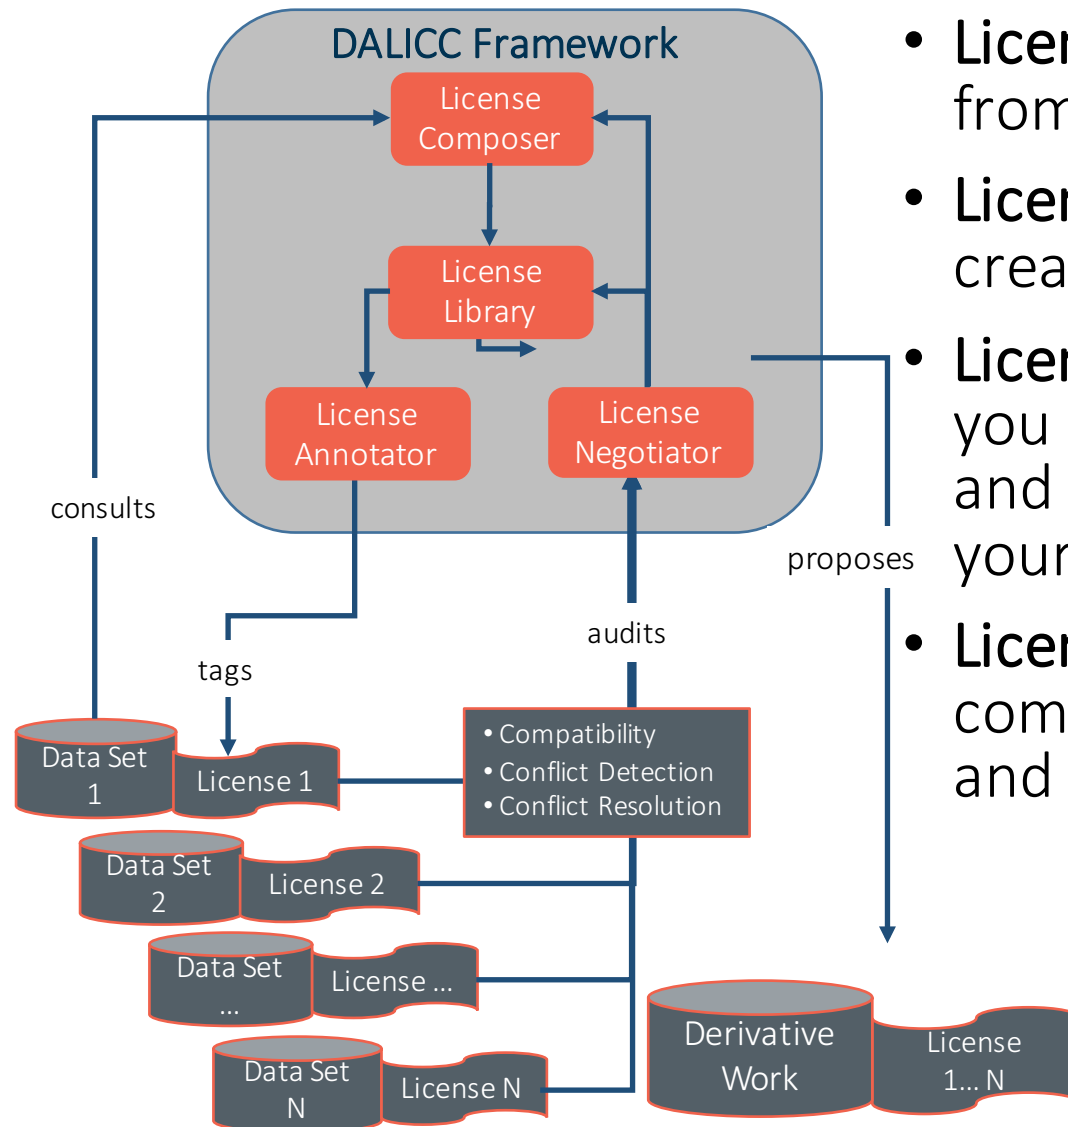 DALICC Framework
License
Composer
License
Library
License
Annotator
License
Negotiator
consults
tags
audits
proposes
• Compatibility
• Conflict Detection
• Conflict Resolution
Data Set
1
License 1
Data Set
2
License 2
Data Set
...
License ...
Data Set
N
License N
Derivative
Work
License
1... N
•
from
•
crea
•
you
and
your
•
com
and